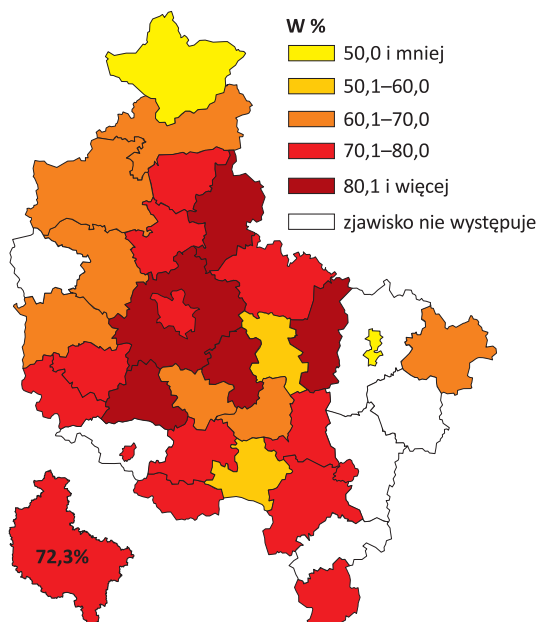 W %
50,0 i mniej
50,1–60,0
60,1–70,0
70,1–80,0
80,1 i więcej
zjawisko nie występuje
72,3%